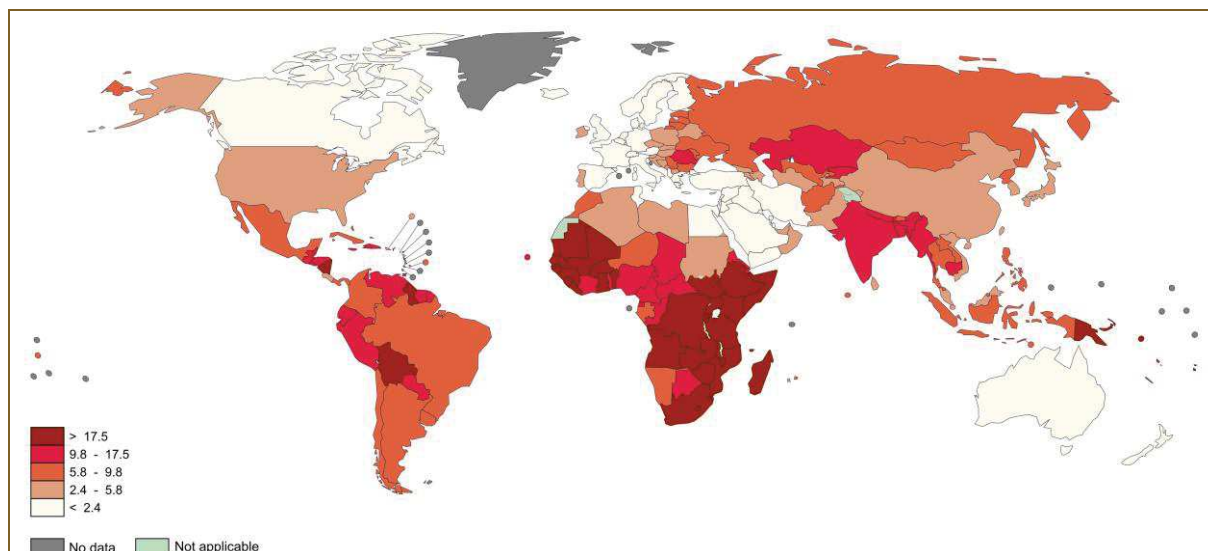 > 17.5
9.8 - 17.5
5.8 - 9.8
2.4 - 5.8
< 2.4
No data
Not applicable